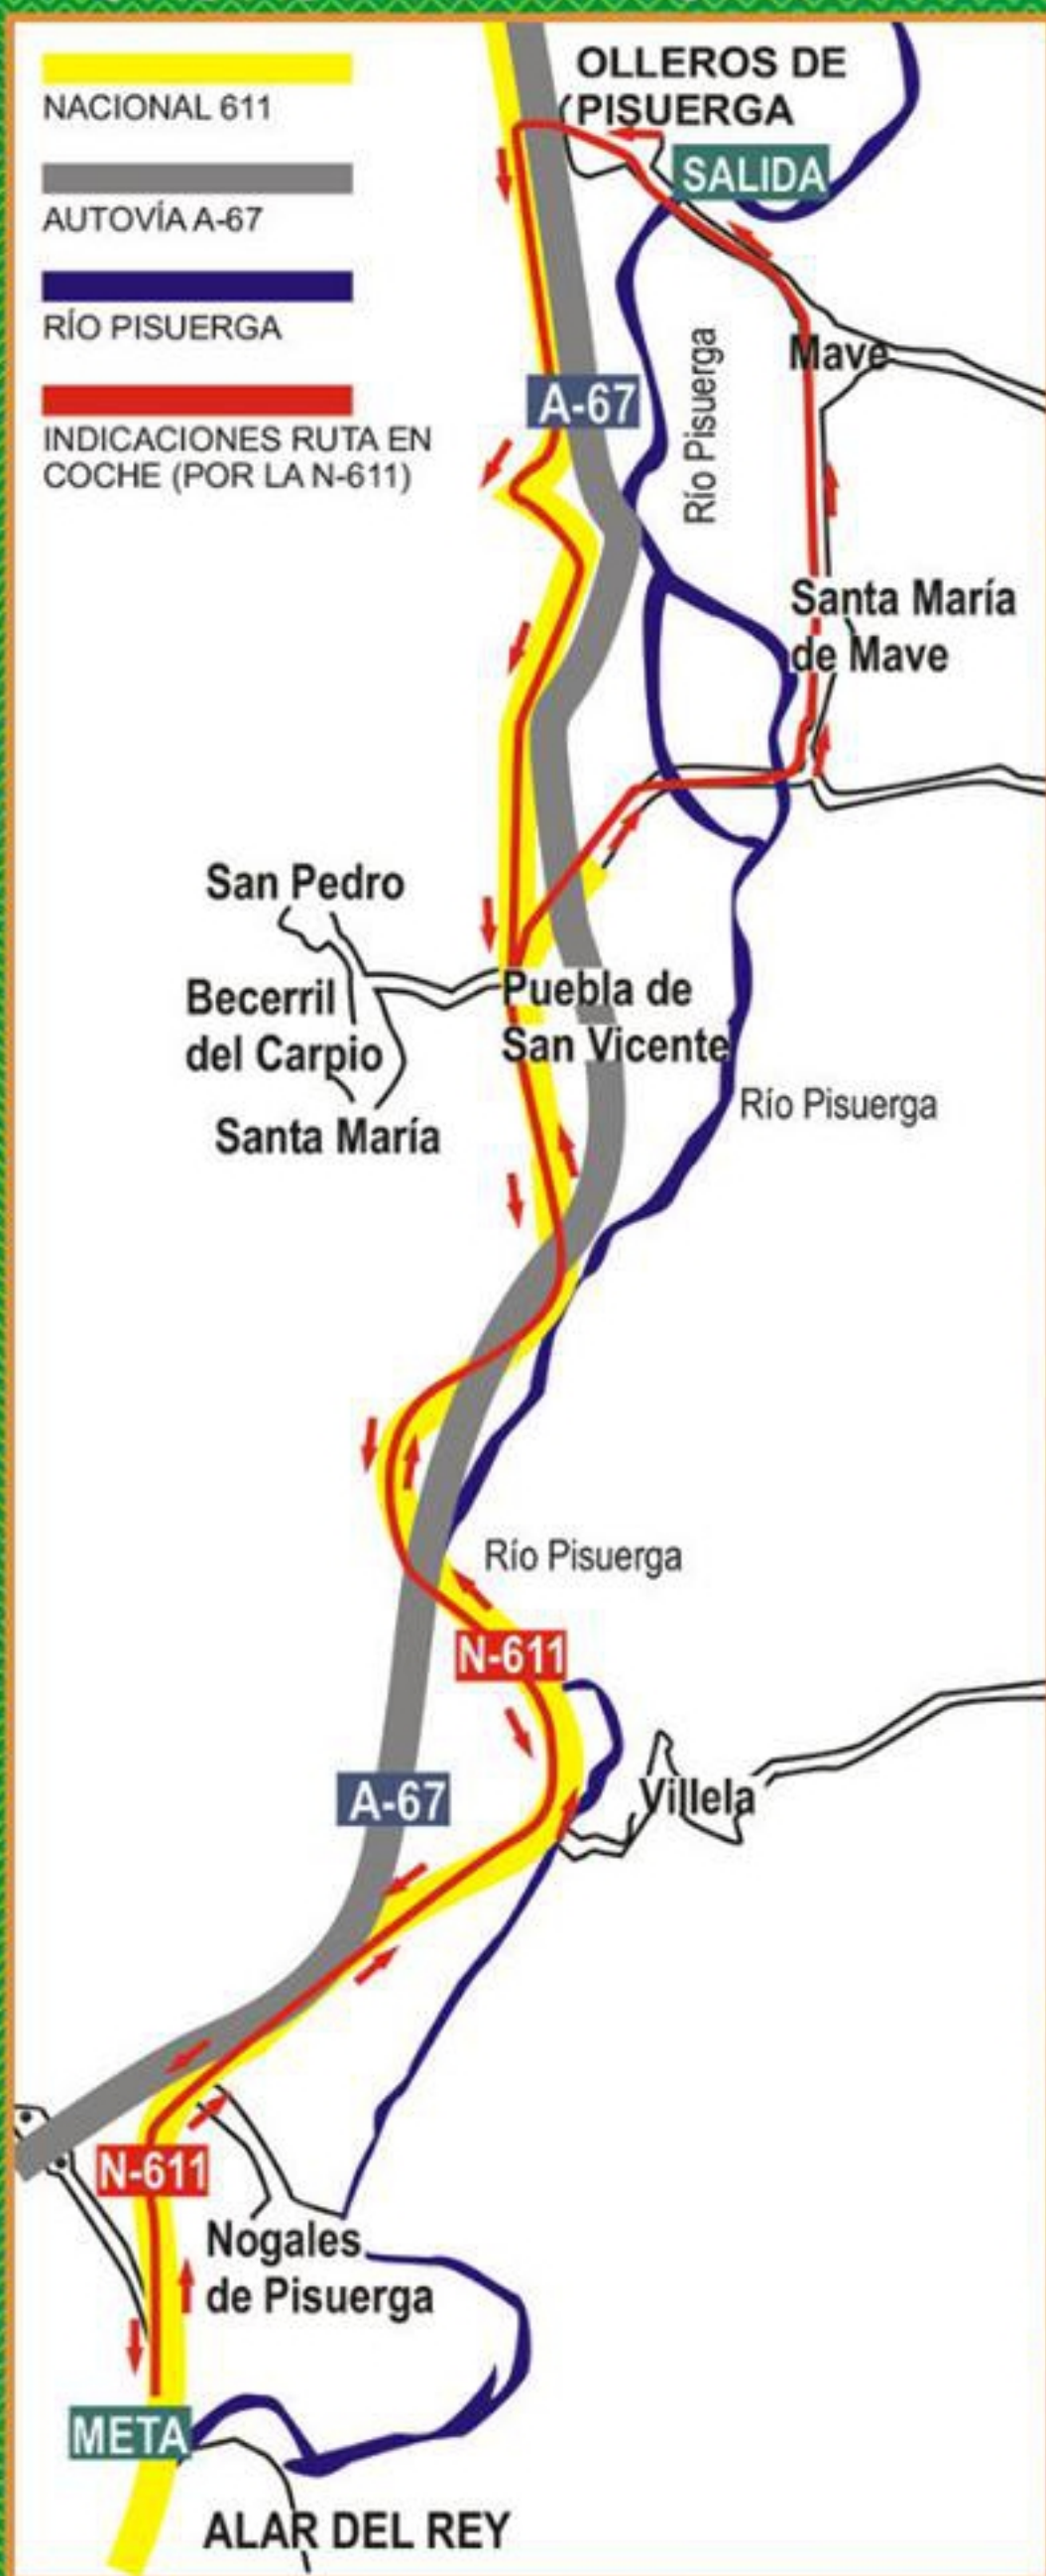 NACIONAL 611
AUTOVÍA A-67
RÍO PISUERGA
INDICACIONES RUTA EN
COCHE (POR LA N-611)
OLLEROS DE
PISUERGA
SALIDA
Mave
A-67
Río Pisuerga
Santa María
de Mave
San Pedro
Becerril
del Carpio
Santa María
Puebla de
San Vicente
Río Pisuerga
Río Pisuerga
N-611
A-67
Villela
N-611
Nogales
de Pisuerga
META
ALAR DEL REY